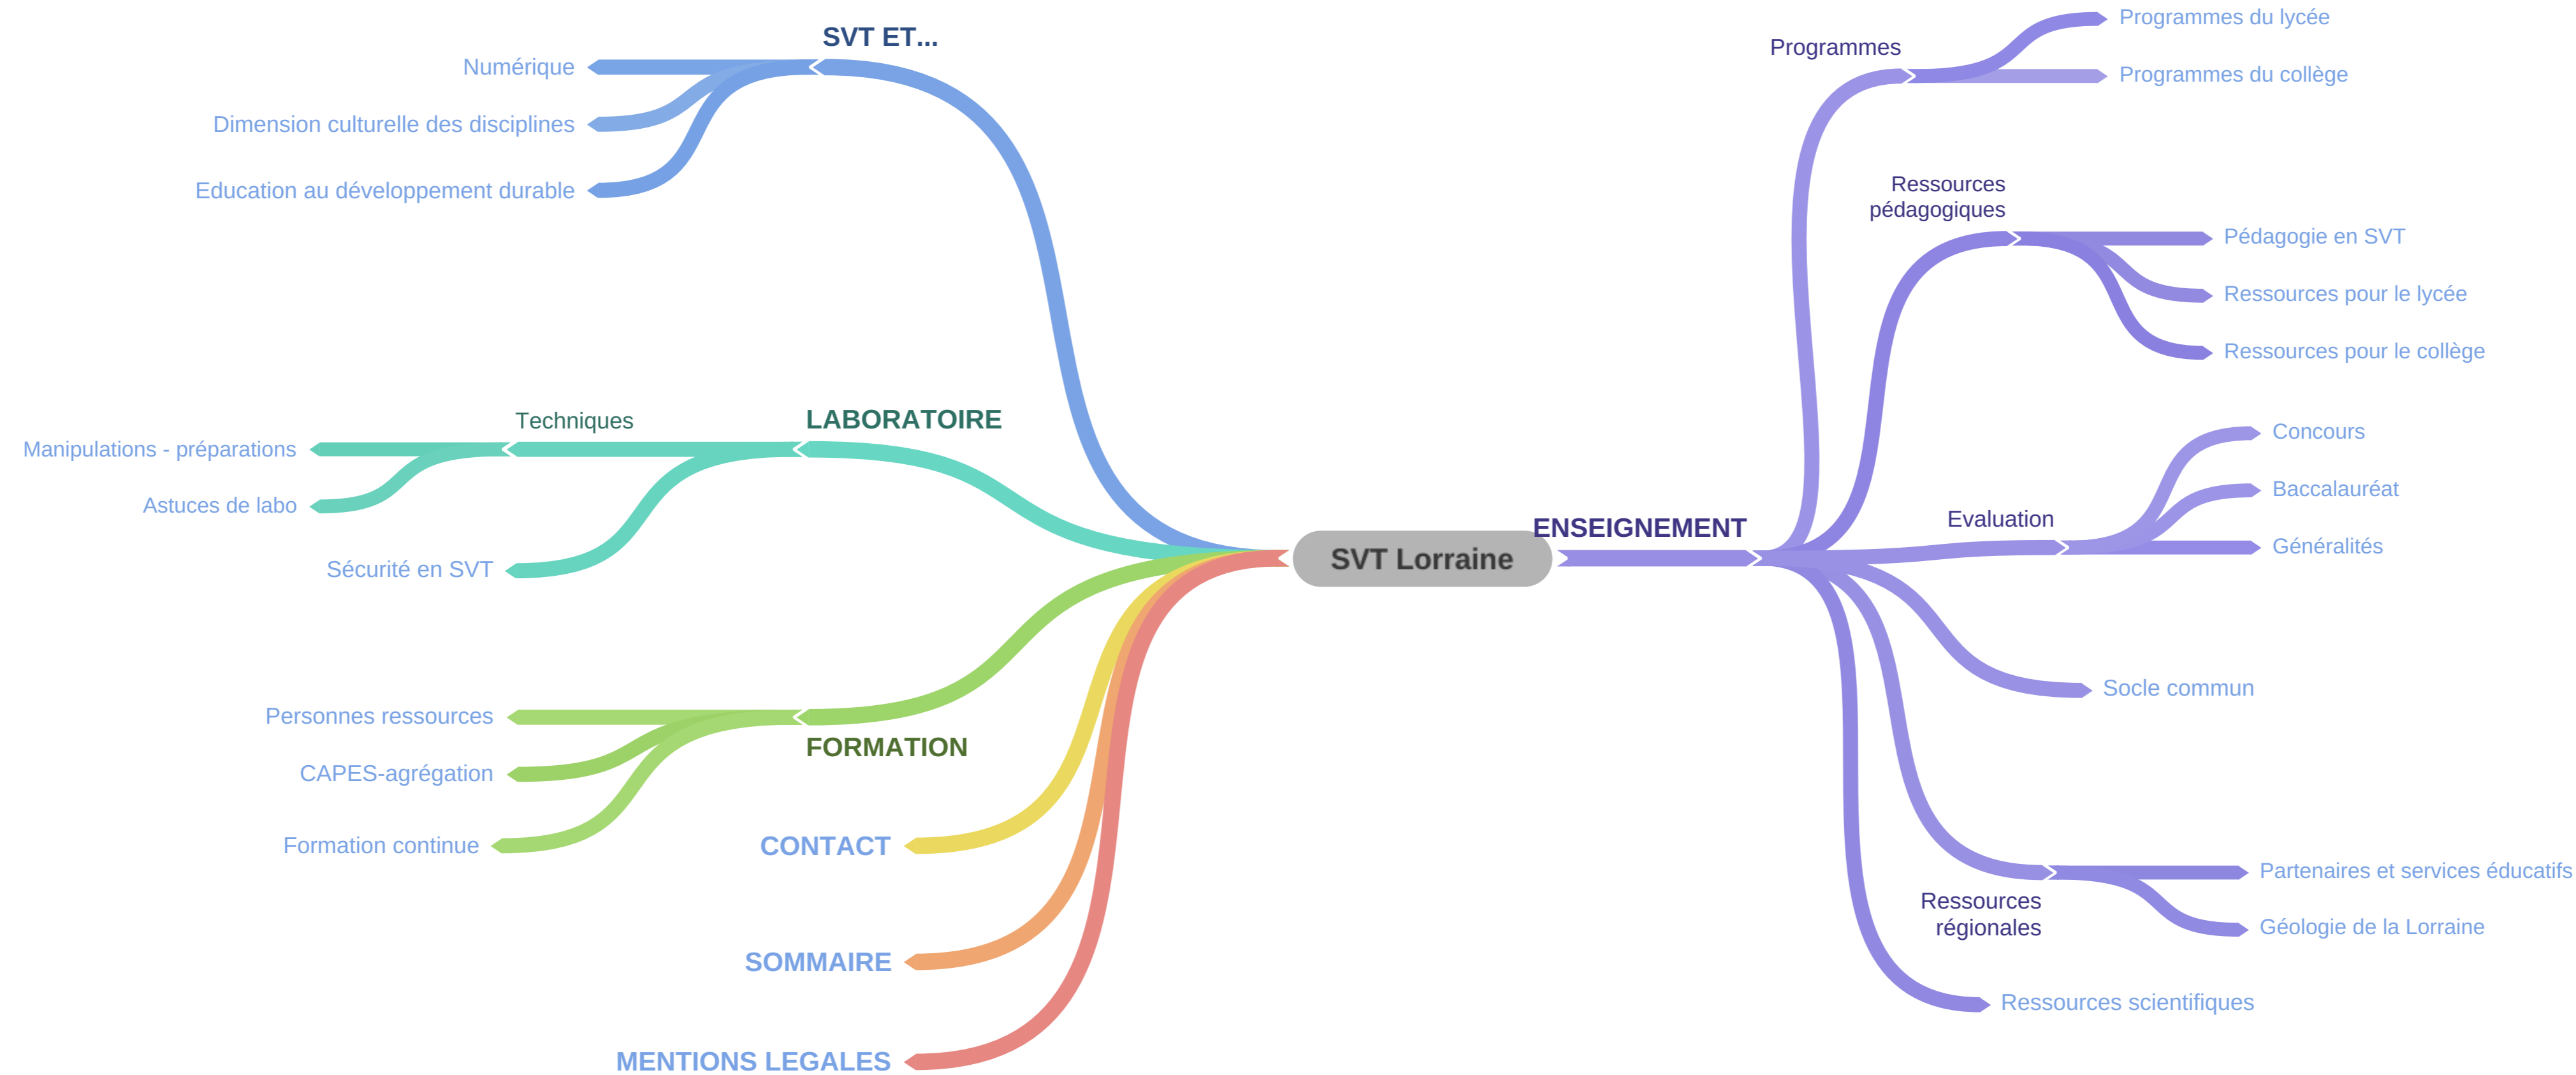 SVT ET...
Numérique
Dimension culturelle des disciplines
Education au développement durable
LABORATOIRE
Techniques
Manipulations - préparations
Astuces de labo
Sécurité en SVT
FORMATION
Personnes ressources
CAPES-agrégation
Formation continue
CONTACT
SOMMAIRE
MENTIONS LEGALES
SVT Lorraine
ENSEIGNEMENT
Programmes
Programmes du lycée
Programmes du collège
Ressources
pédagogiques
Pédagogie en SVT
Ressources pour le lycée
Ressources pour le collège
Evaluation
Concours
Baccalauréat
Généralités
Socle commun
Ressources
régionales
Partenaires et services éducatifs
Géologie de la Lorraine
Ressources scientifiques